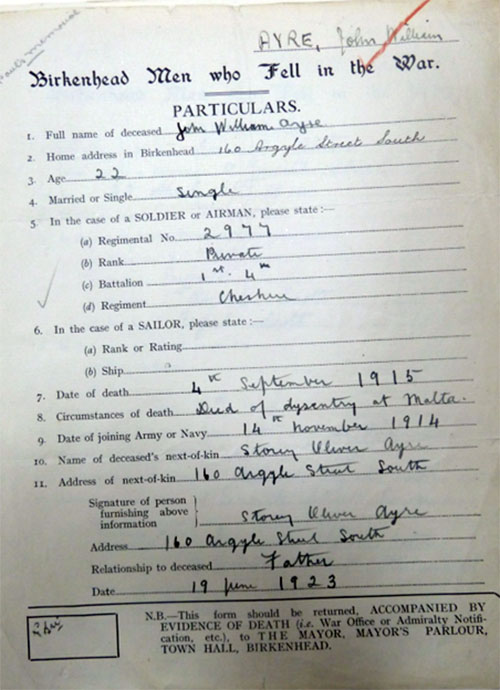 Pauls Memorial
AYRE, John William
Birkenhead Men who Fell in the War.
PARTICULARS.
1. Full name of deceased John William Ayre
2. Home address in Birkenhead 160 Argyle Street South
3. Age 22
4. Married or Single Single
5. In the case of a SOLDIER or AIRMAN, please state :—
(a) Regimental No. 2977
(b) Rank Private
(c) Battalion 1st. 4th
(d) Regiment Cheshire
6. In the case of a SAILOR, please state :—
(a) Rank or Rating
(b) Ship
7. Date of death 4th September 1915
8. Circumstances of death Died of dysentry at Malta.
9. Date of joining Army or Navy 14th November 1914
10. Name of deceased's next-of-kin Storey Oliver Ayre
11. Address of next-of-kin 160 Argyle Street South
Signature of person
furnishing above
information Storey Oliver Ayre
Address 160 Argyle Street South
Relationship to deceased Father
Date 19 June 1923
N.B.—This form should be returned, ACCOMPANIED BY
EVIDENCE OF DEATH (i.e. War Office or Admiralty Notifi-
cation, etc.), to THE MAYOR, MAYOR'S PARLOUR,
TOWN HALL, BIRKENHEAD.